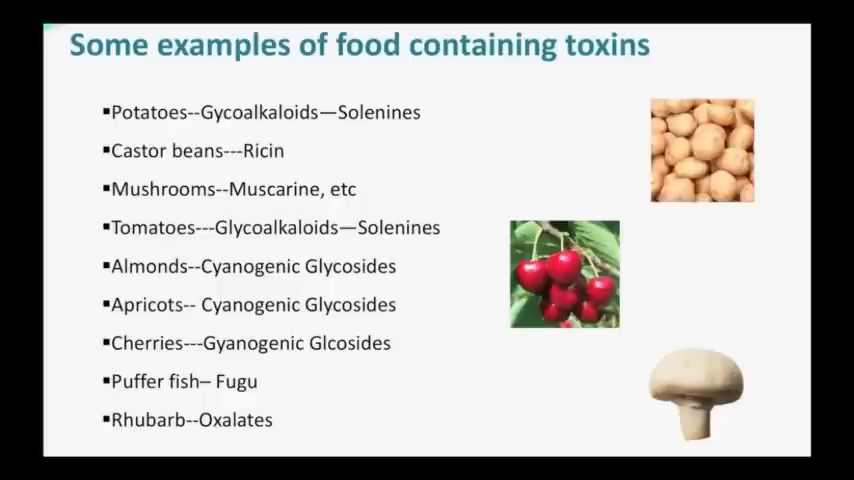 Some examples of food containing toxins
▪Potatoes--Gycoalkaloids—Solenines
▪Castor beans---Ricin
▪Mushrooms--Muscarine, etc
▪Tomatoes---Glycoalkaloids—Solenines
▪Almonds--Cyanogenic Glycosides
▪Apricots-- Cyanogenic Glycosides
▪Cherries---Gyanogenic Glcosides
▪Puffer fish– Fugu
▪Rhubarb--Oxalates